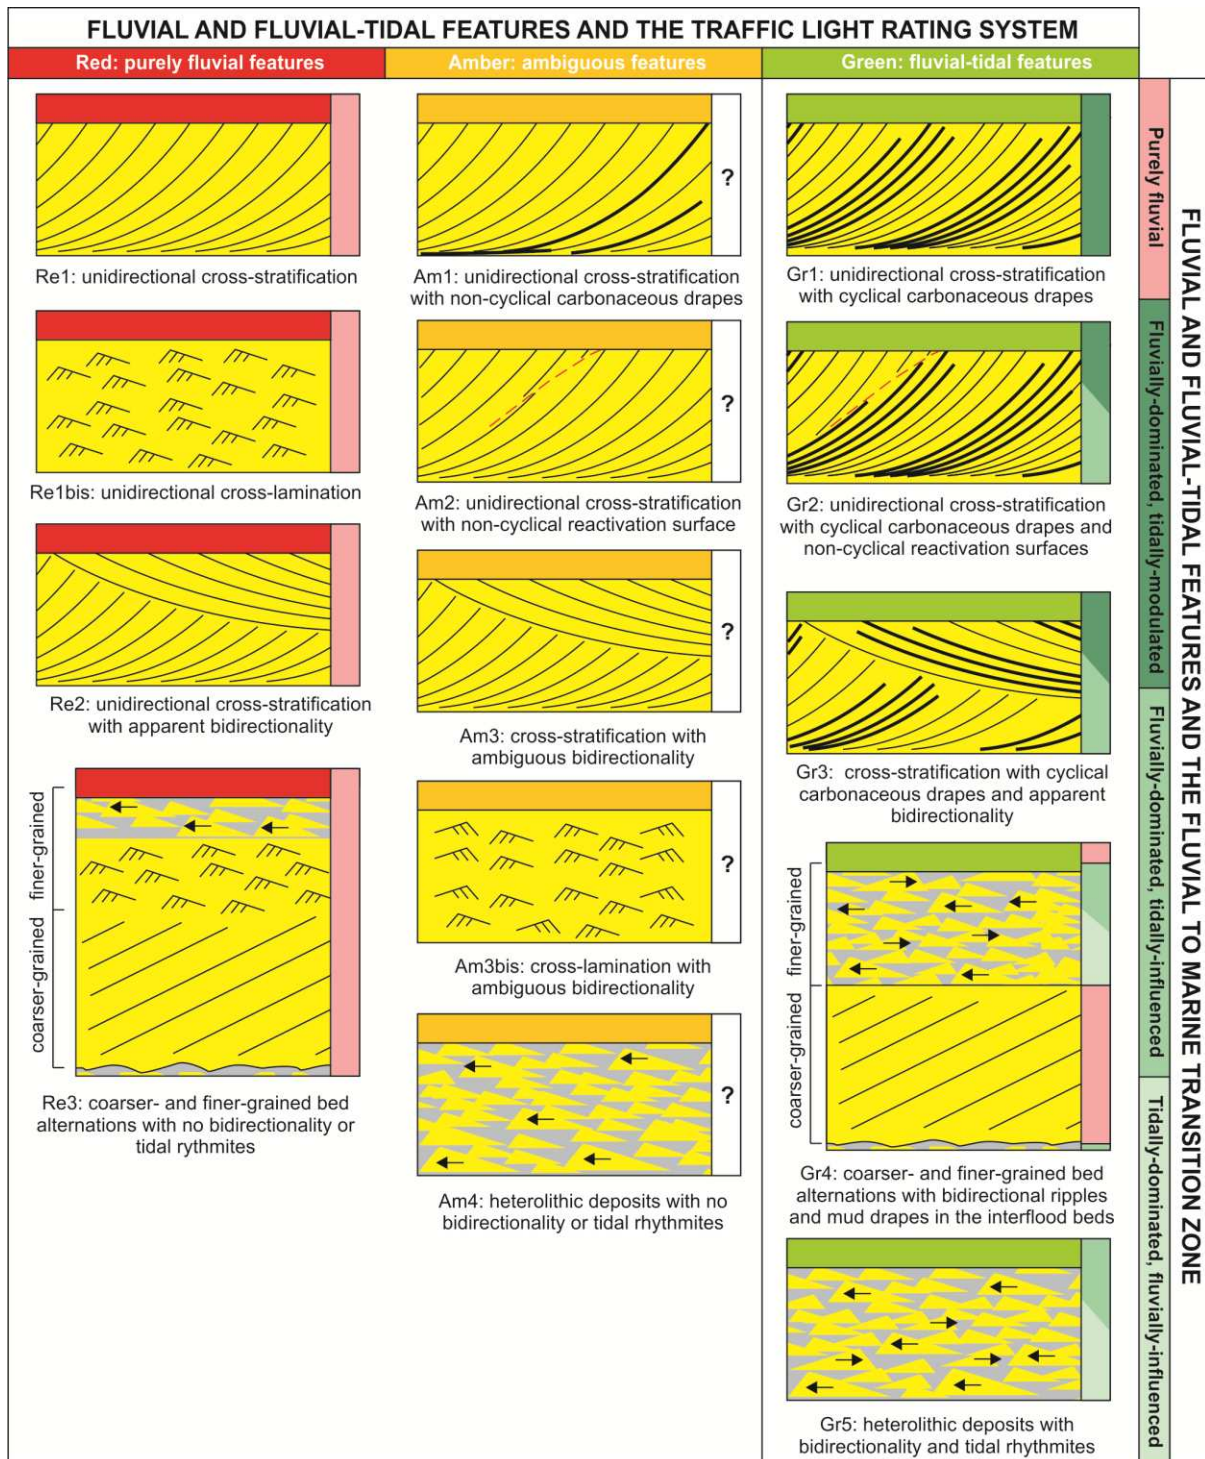 FLUVIAL AND FLUVIAL-TIDAL FEATURES AND THE TRAFFIC LIGHT RATING SYSTEM
Red: purely fluvial features
Amber: ambiguous features
Green: fluvial-tidal features
Re1: unidirectional cross-stratification
Re1bis: unidirectional cross-lamination
Re2: unidirectional cross-stratification
with apparent bidirectionality
finer-grained
coarser-grained
Re3: coarser- and finer-grained bed
alternations with no bidirectionality or
tidal rythmites
?
Am1: unidirectional cross-stratification
with non-cyclical carbonaceous drapes
?
Am2: unidirectional cross-stratification
with non-cyclical reactivation surface
?
Am3: cross-stratification with
ambiguous bidirectionality
?
Am3bis: cross-lamination with
ambiguous bidirectionality
?
Am4: heterolithic deposits with no
bidirectionality or tidal rhythmites
Gr1: unidirectional cross-stratification
with cyclical carbonaceous drapes
Gr2: unidirectional cross-stratification
with cyclical carbonaceous drapes and
non-cyclical reactivation surfaces
Gr3: cross-stratification with cyclical
carbonaceous drapes and apparent
bidirectionality
finer-grained
coarser-grained
Gr4: coarser- and finer-grained bed
alternations with bidirectional ripples
and mud drapes in the interflood beds
Gr5: heterolithic deposits with
bidirectionality and tidal rhythmites
Purely fluvial
Fluvially-dominated, tidally-modulated
Fluvially-dominated, tidally-influenced
Tidally-dominated, fluvially-influenced
FLUVIAL AND FLUVIAL-TIDAL FEATURES AND THE FLUVIAL TO MARINE TRANSITION ZONE